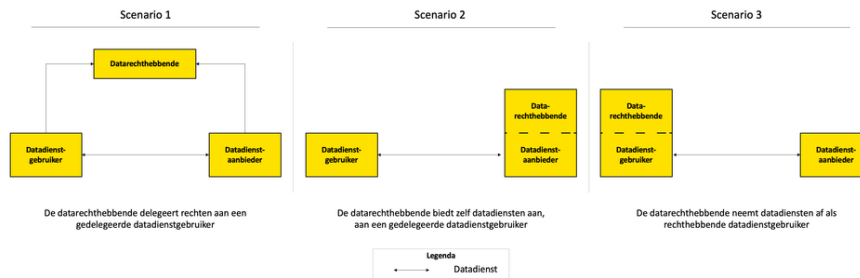 Scenario 1
Scenario 2
Scenario 3
Datarechthebbende
Datadienst-
gebruiker
Datadienst-
aanbieder
Datadienst-
gebruiker
Data-
rechthebbende
Datadienst-
aanbieder
Data-
rechthebbende
Datadienst-
gebruiker
Datadienst-
aanbieder
De datarechthebbende delegeert rechten aan een
gedelegeerde datadienstgebruiker
De datarechthebbende biedt zelf datadiensten aan,
aan een gedelegeerde datadienstgebruiker
De datarechthebbende neemt datadiensten af als
rechthebbende datadienstgebruiker
Legenda
Datadienst